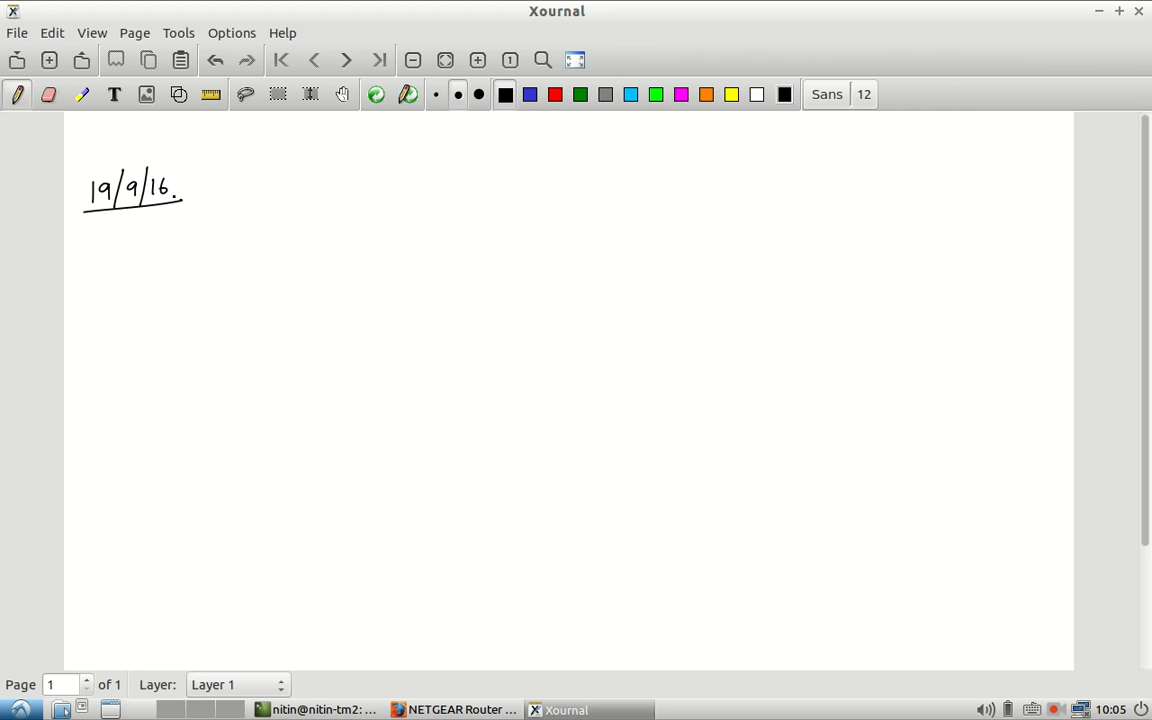 Xournal
File Edit View Page Tools Options Help
T Sans 12
19/9/16.
Page 1 of 1 Layer: Layer 1
nitin@nitin-tm2: ... NETGEAR Router ... Xournal 10:05